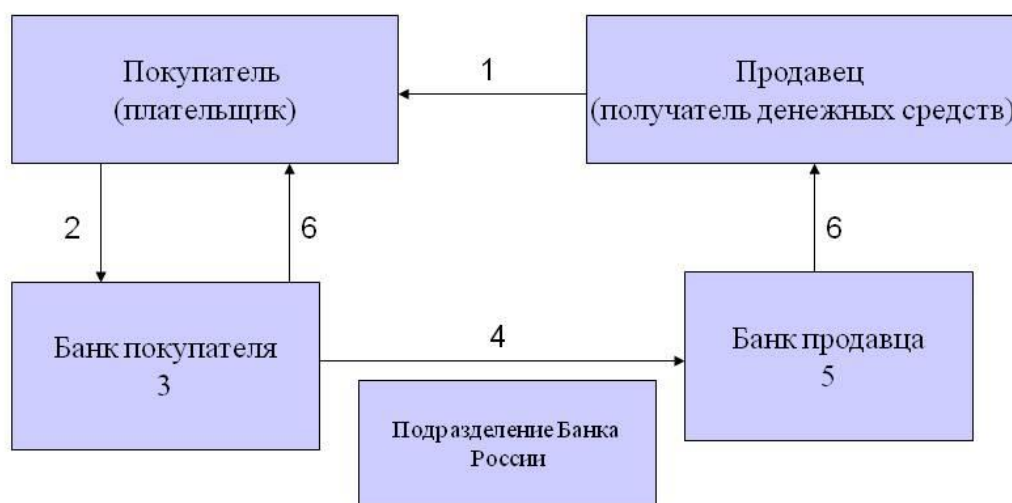 Покупатель
(плательщик)
1
Продавец
(получатель денежных средств)
2
6
6
Банк покупателя
3
4
Банк продавца
5
Подразделение Банка
России